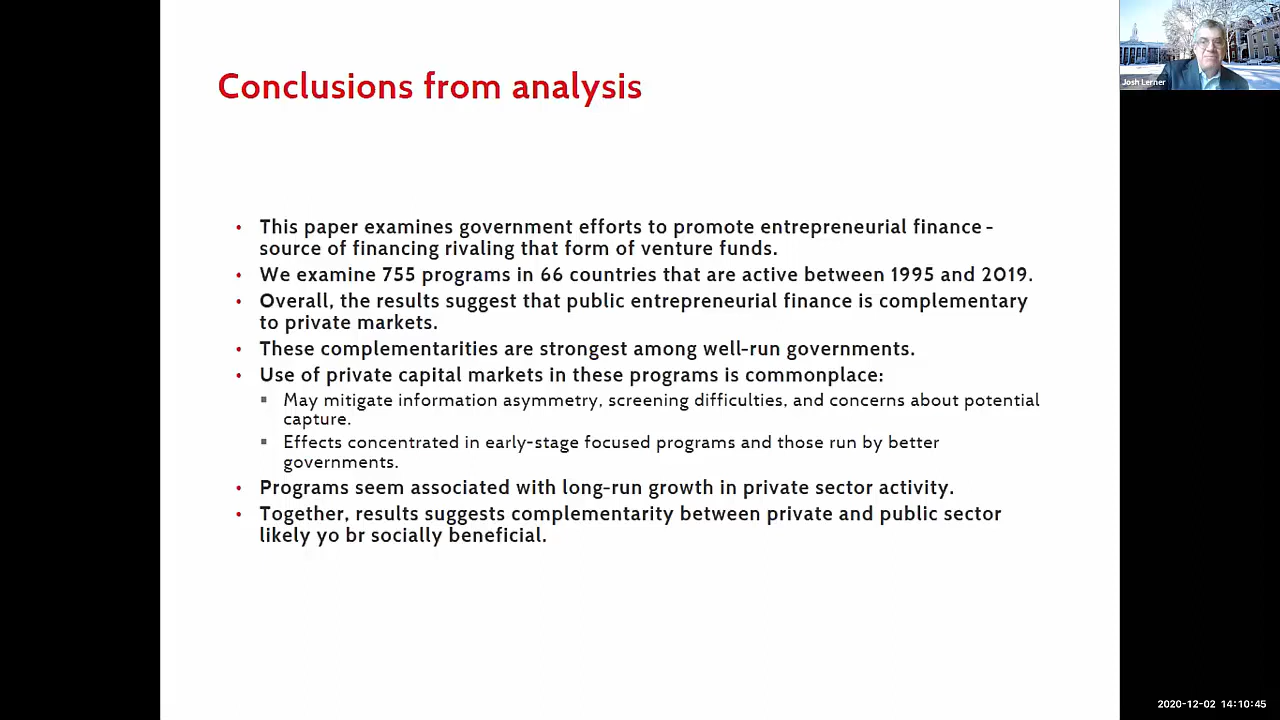 Conclusions from analysis
• This paper examines government efforts to promote entrepreneurial finance -
source of financing rivaling that form of venture funds.
• We examine 755 programs in 66 countries that are active between 1995 and 2019.
• Overall, the results suggest that public entrepreneurial finance is complementary
to private markets.
• These complementarities are strongest among well-run governments.
• Use of private capital markets in these programs is commonplace:
▪ May mitigate information asymmetry, screening difficulties, and concerns about potential
capture.
▪ Effects concentrated in early-stage focused programs and those run by better
governments.
• Programs seem associated with long-run growth in private sector activity.
• Together, results suggests complementarity between private and public sector
likely yo br socially beneficial.
Josh Lerner
2020-12-02 14:10:45